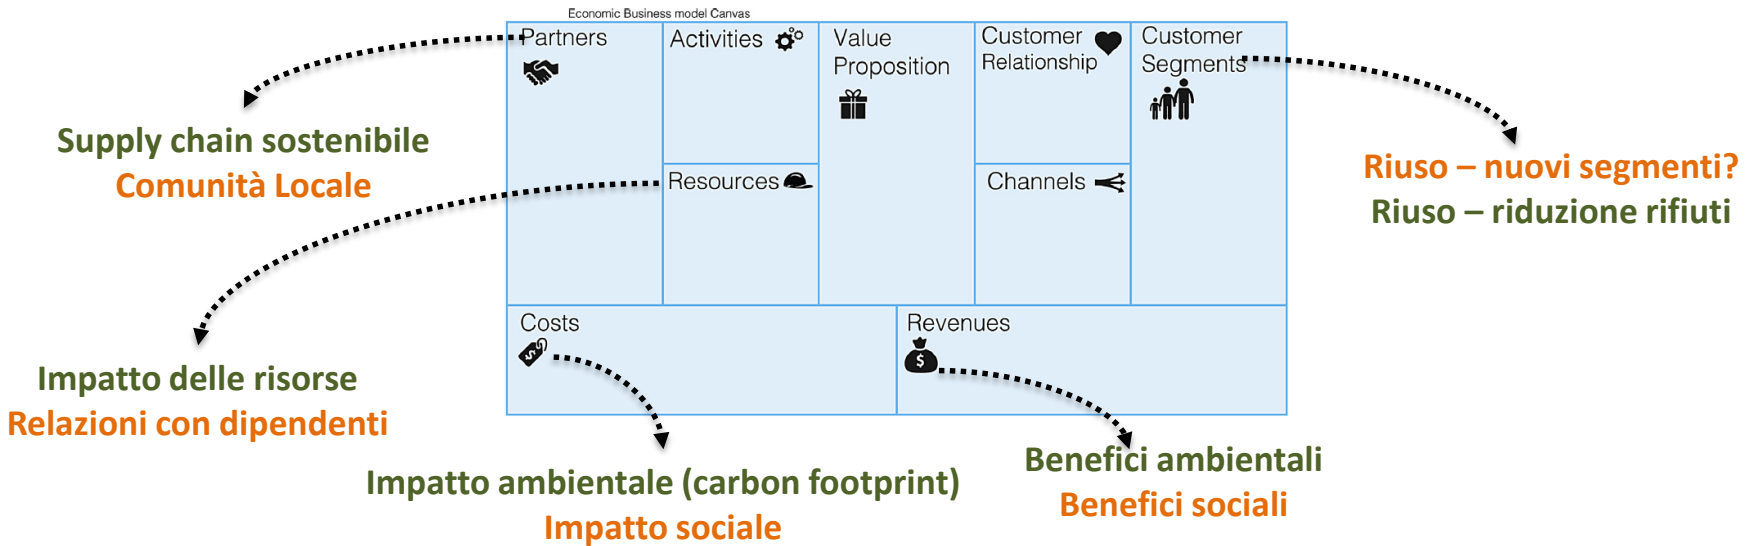 Economic Business model Canvas
Partners
Activities
Value
Proposition
Customer
Relationship
Customer
Segments
Resources
Channels
Costs
Revenues
Supply chain sostenibile
Comunità Locale
Riuso – nuovi segmenti?
Riuso – riduzione rifiuti
Impatto delle risorse
Relazioni con dipendenti
Impatto ambientale (carbon footprint)
Impatto sociale
Benefici ambientali
Benefici sociali